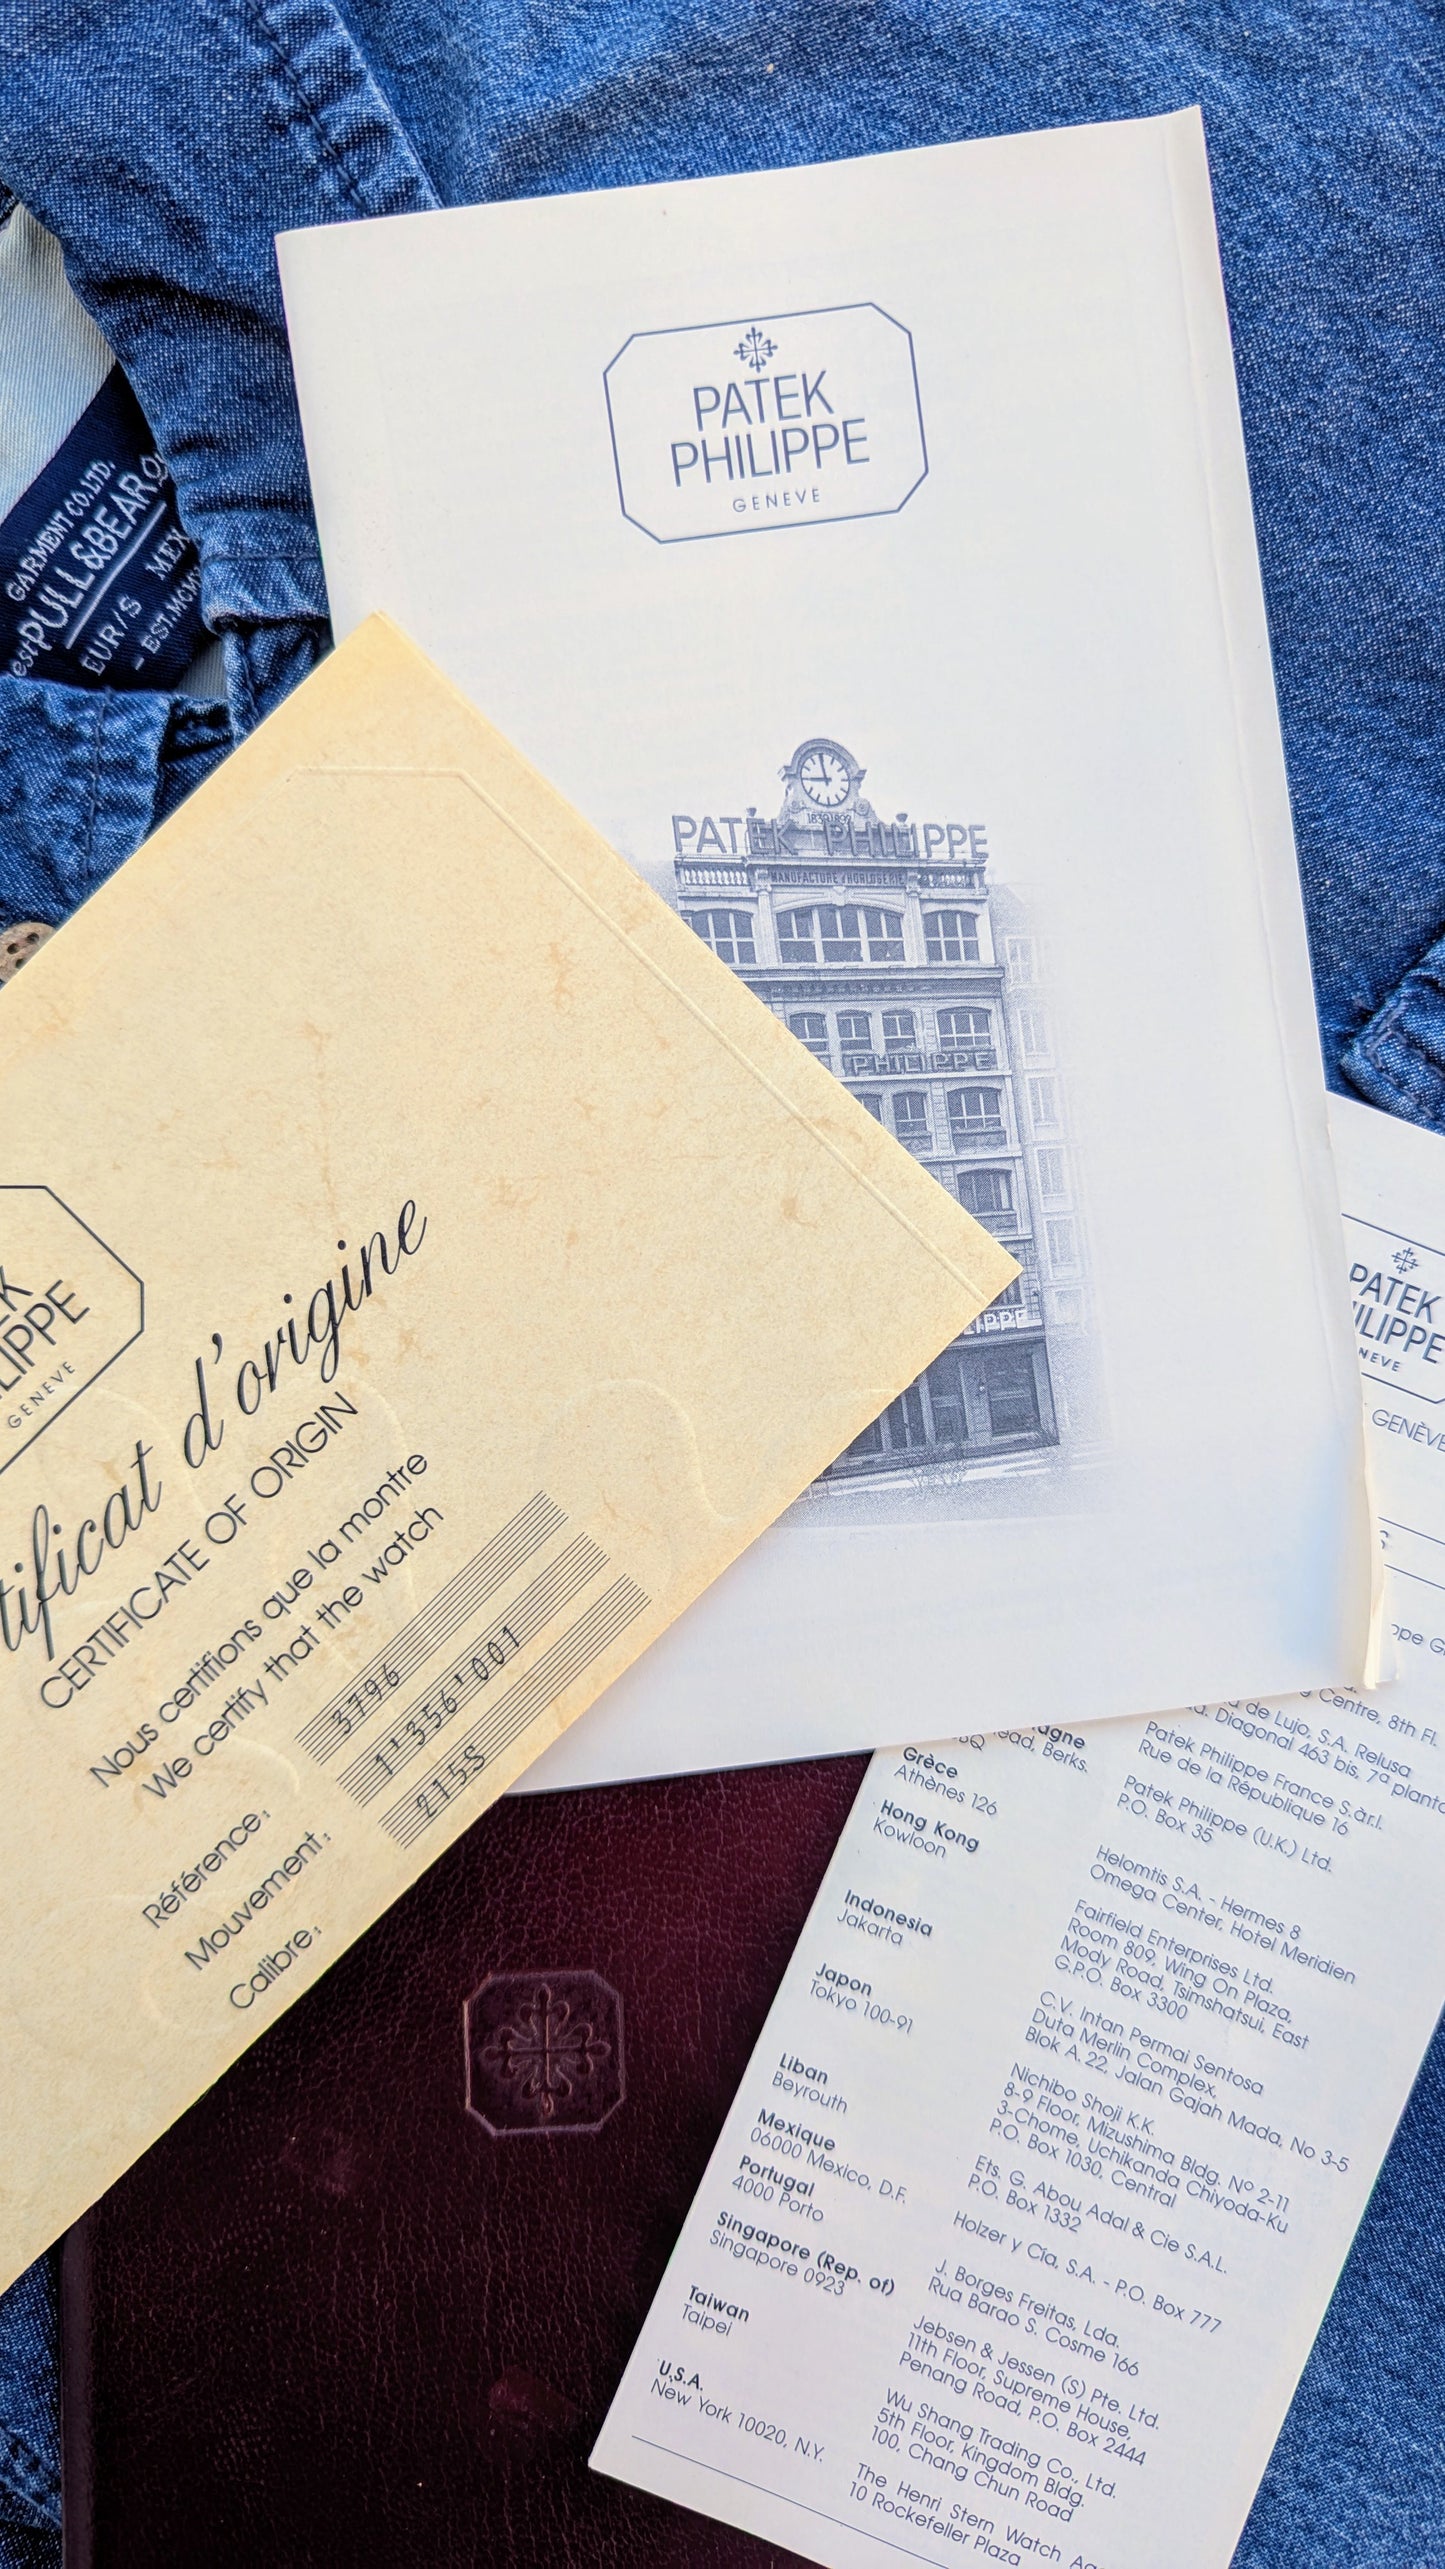 PATEK
PHILIPPE
GENEVE
GARMENT CO.LTD.
PULL&BEAR
EUR/S
MEX
- EST.
PATEK PHILIPPE
MANUFACTURE D'HORLOGERIE
PHILIPPE
GENEVE
d'origine
CERTIFICATE OF ORIGIN
Nous certifions que la montre
We certify that the watch
Référence: 3796
Mouvement: 1'356'001
Calibre: 215S
PATEK
GENÈVE
Centre, 8th Fl.
de Lujo, S.A. Relusa
Diagonal 463 bis, 7ª
Patek Philippe France S.àr.l.
Rue de la République 16
Berks.
Patek Philippe (U.K.) Ltd.
P.O. Box 35
Grèce
Athènes 126
Helomtis S.A. - Hermes 8
Omega Center, Hotel Meridien
Hong Kong
Kowloon
Fairfield Enterprises Ltd.
Room 809, Wing On Plaza,
Mody Road, Tsimshatsui, East
G.P.O. Box 3300
Indonesia
Jakarta
C.V. Intan Permai Sentosa
Duta Merlin Complex,
Blok A. 22, Jalan Gajah Mada, No 3-5
Japon
Tokyo 100-91
Nichibo Shoji K.K.
8-9 Floor, Mizushima Bldg. Nº 2-11
3-Chome, Uchikanda Chiyoda-Ku
P.O. Box 1030, Central
Liban
Beyrouth
Ets. G. Abou Adal & Cie S.A.L.
P.O. Box 1332
Mexique
06000 Mexico, D.F.
Holzer y Cía, S.A. - P.O. Box 777
Portugal
4000 Porto
J. Borges Freitas, Lda.
Rua Barao S. Cosme 166
Singapore (Rep. of)
Singapore 0923
Jebsen & Jessen (S) Pte. Ltd.
11th Floor, Supreme House,
Penang Road, P.O. Box 2444
Taiwan
Taipei
Wu Shang Trading Co., Ltd.
5th Floor, Kingdom Bldg.
100, Chang Chun Road
U.S.A.
New York 10020, N.Y.
The Henri Stern Watch
10 Rockefeller Plaza